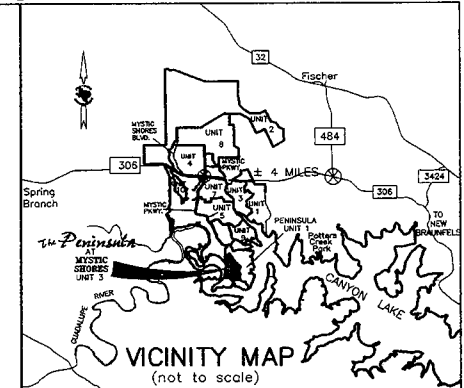 32
Fischer
MYSTIC
SHORES
BLVD.
UNIT
2
UNIT
8
UNIT
4
484
306
MYSTIC
PKWY
± 4 MILES
UNIT
7
UNIT
3
UNIT
1
306
3424
Spring
Branch
MYSTIC
PKWY.
UNIT
5
TO
(NEW
BRAUNFELS)
PENINSULA
UNIT 1
Potters
Creek
Park
The Peninsula
AT
MYSTIC
SHORES
UNIT 3
CANYON LAKE
GUADALUPE RIVER
VICINITY MAP
(not to scale)